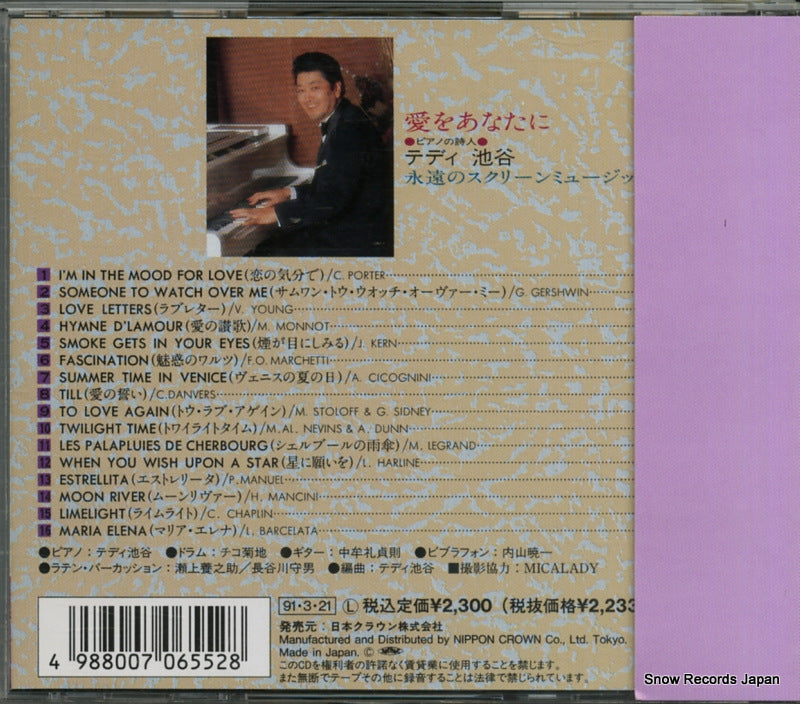 愛をあなたに
●ピアノの詩人●
テディ 池谷
永遠のスクリーンミュージッ
1 I'M IN THE MOOD FOR LOVE(恋の気分で)/C. PORTER
2 SOMEONE TO WATCH OVER ME(サムワン・トウ・ウオッチ・オーヴァー・ミー)/G. GERSHWIN
3 LOVE LETTERS(ラブレター)/V. YOUNG
4 HYMNE D'LAMOUR(愛の讃歌)/M. MONNOT
5 SMOKE GETS IN YOUR EYES(煙が目にしみる)/J. KERN
6 FASCINATION(魅惑のワルツ)/F.O. MARCHETTI
7 SUMMER TIME IN VENICE(ヴェニスの夏の日)/A. CICOGNINI
8 TILL(愛の誓い)/C.DANVERS
9 TO LOVE AGAIN(トウ・ラブ・アゲイン)/M. STOLOFF & G. SIDNEY
10 TWILIGHT TIME(トワイライトタイム)/M.AL. NEVINS & A. DUNN
11 LES PALAPLUIES DE CHERBOURG(シェルブールの雨傘)/M. LEGRAND
12 WHEN YOU WISH UPON A STAR(星に願いを)/L. HARLINE
13 ESTRELLITA(エストレリータ)/P.MANUEL
14 MOON RIVER(ムーンリヴァー)/H. MANCINI
15 LIMELIGHT(ライムライト)/C. CHAPLIN
16 MARIA ELENA(マリア・エレナ)/L. BARCELATA
●ピアノ：テディ池谷 ●ドラム：チコ菊地 ●ギター：中牟礼貞則 ●ビブラフォン：内山暁一
●ラテン・パーカッション：瀬上養之助／長谷川守男 ●編曲：テディ池谷 ■撮影協力：MICALADY
4 988007 065528
91・3・21 Ⓛ 税込定価¥2,300 (税抜価格¥2,233
発売元：日本クラウン株式会社
Manufactured and Distributed by NIPPON CROWN Co., Ltd. Tokyo.
Made in Japan. Ⓒ
このCDを権利者の許諾なく賃貸業に使用することを禁じます。
また無断でテープその他に録音することは法律で禁じられています。
Snow Records Japan